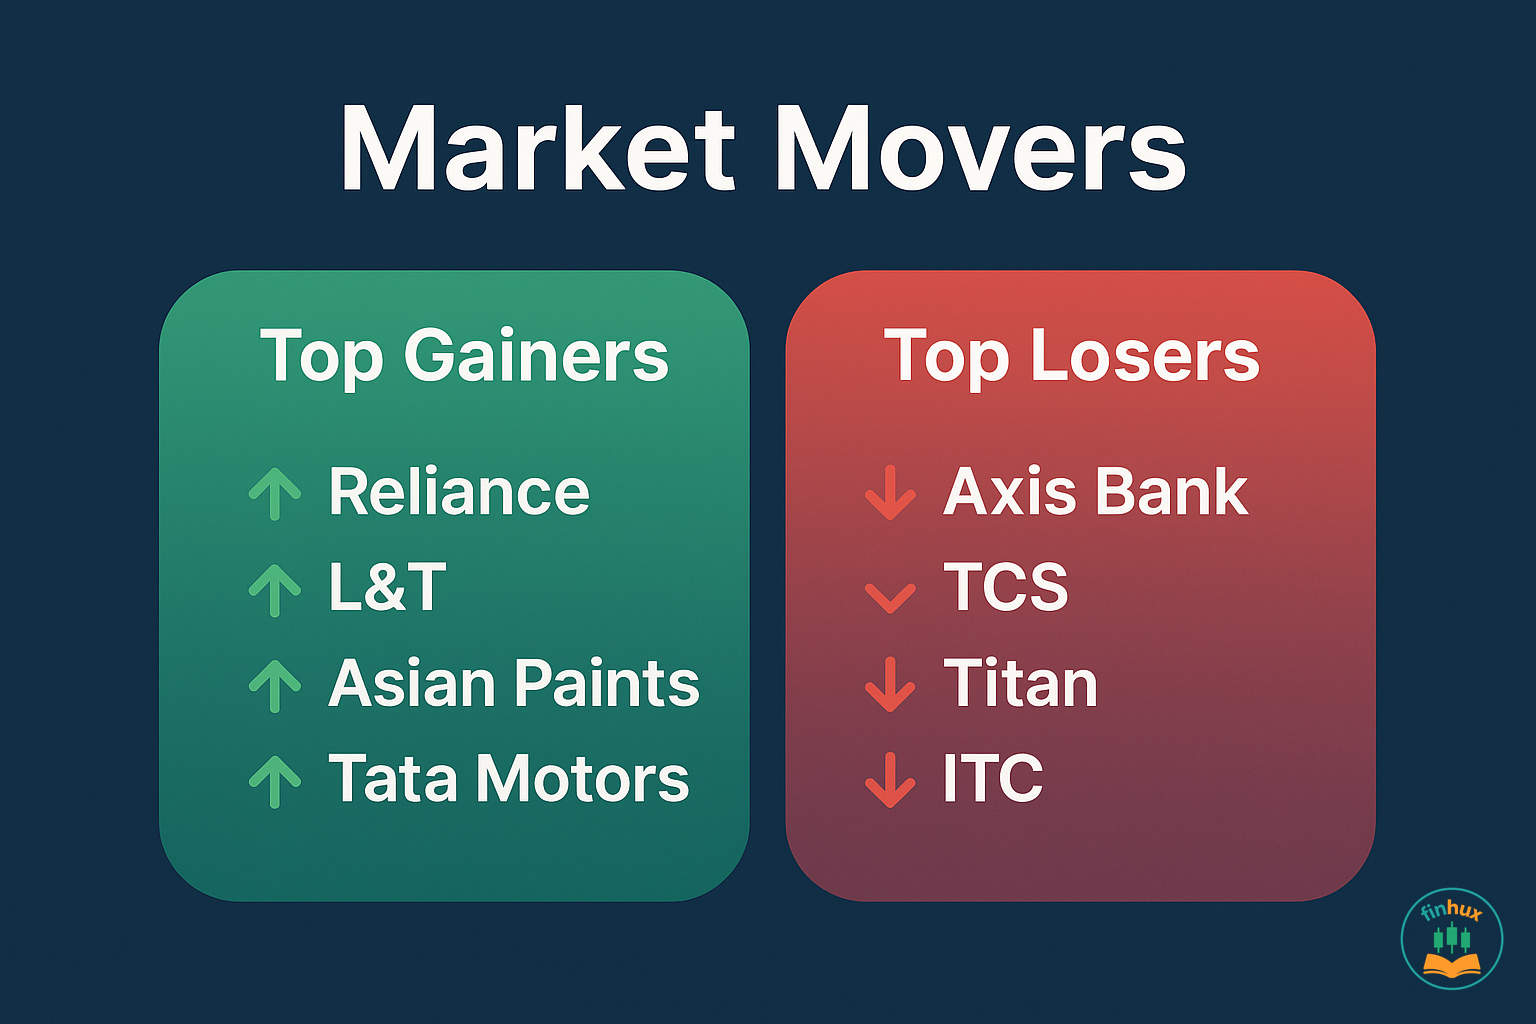 Market Movers
Top Gainers
Reliance
L&T
Asian Paints
Tata Motors
Top Losers
Axis Bank
TCS
Titan
ITC
finhux